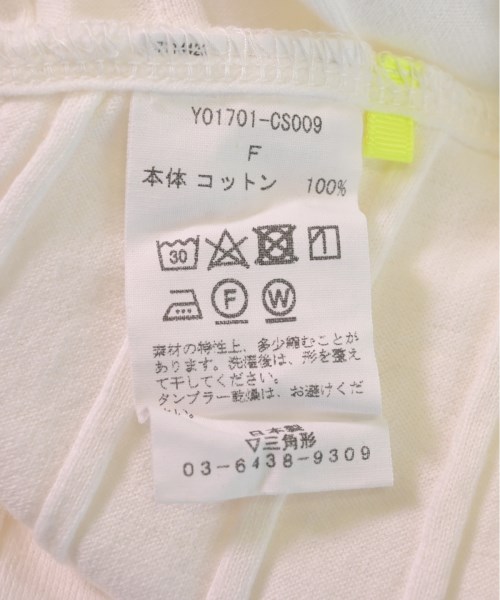 Y01701-CS009
F
本体 コットン 100%
30
F W
素材の特性上、多少縮むことが
あります。洗濯後は、形を整え
て干してください。
タンブラー乾燥は、お避けくだ
さい。
日本製
▽三角形
03-6438-9309